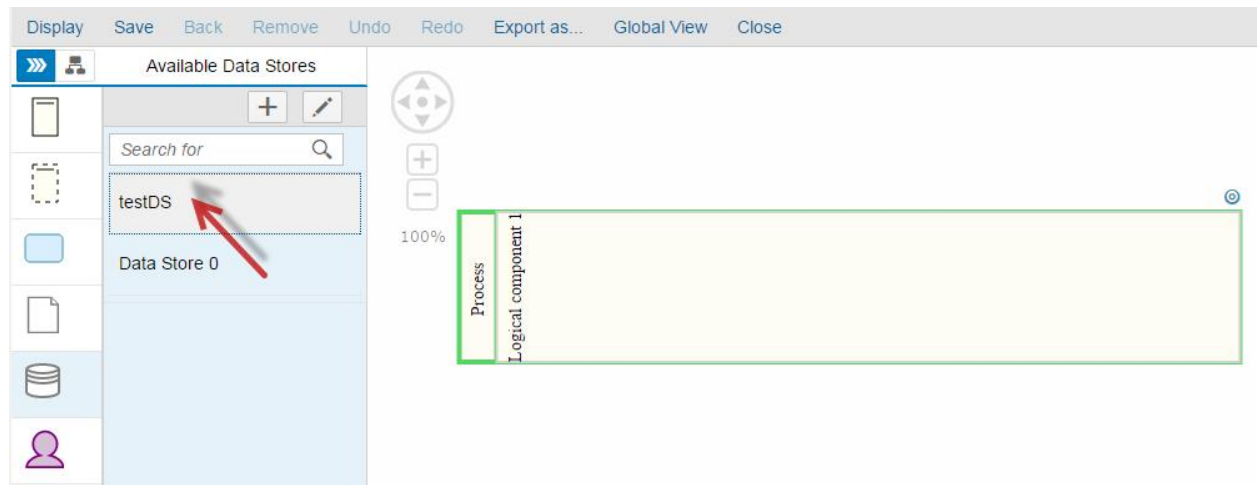 Display Save Back Remove Undo Redo Export as... Global View Close
Available Data Stores
Search for
testDS
Data Store 0
100%
Process
Logical component 1